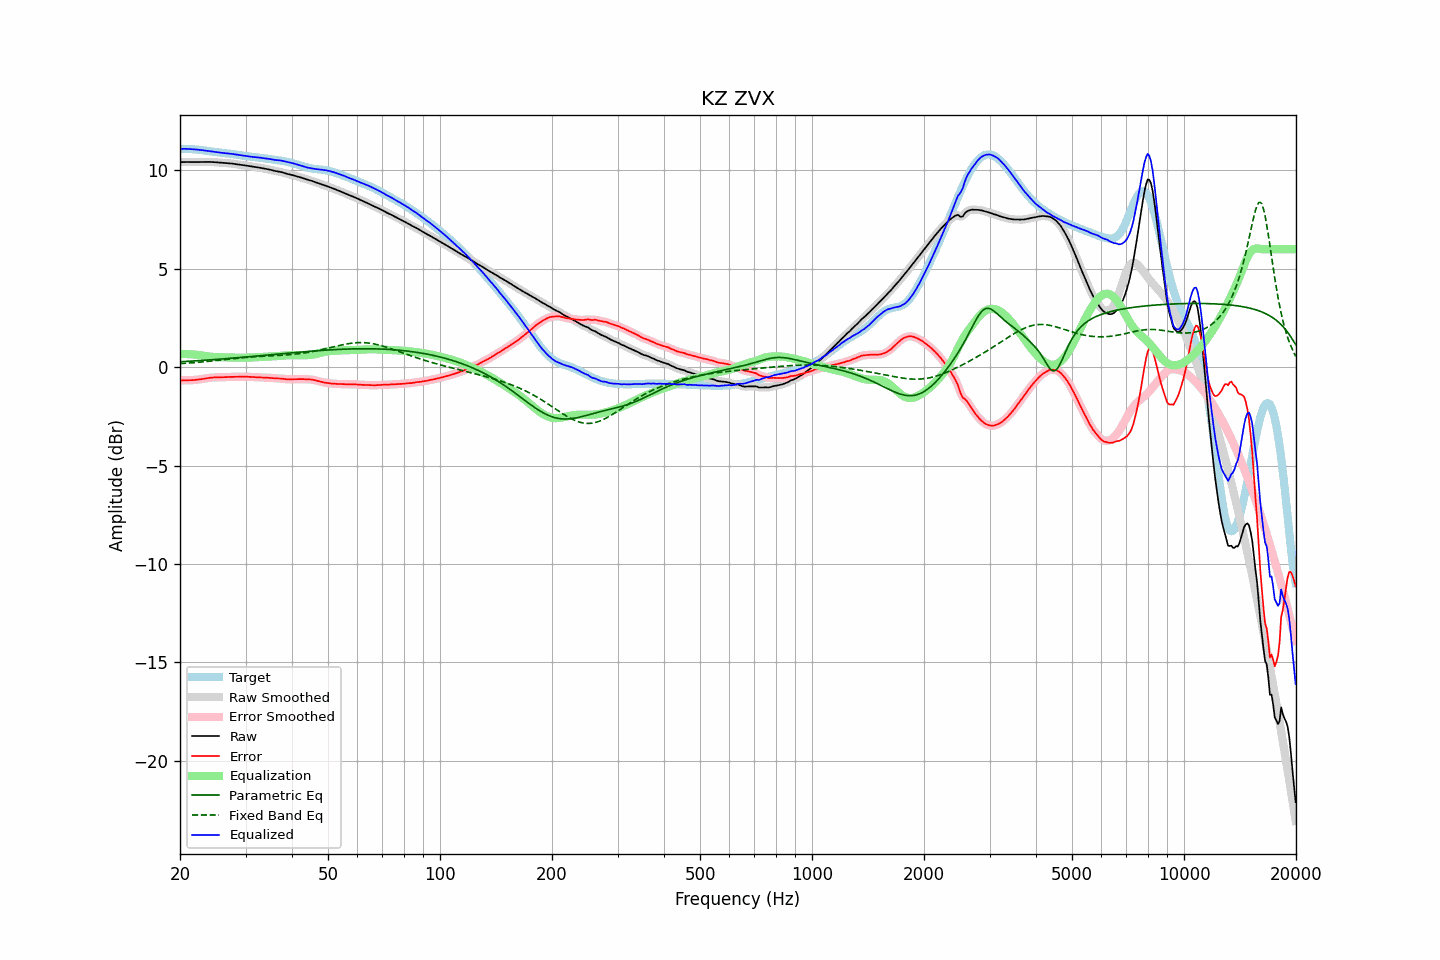 KZ ZVX
Amplitude (dBr)
10
5
0
−5
−10
−15
−20
Target
Raw Smoothed
Error Smoothed
Raw
Error
Equalization
Parametric Eq
Fixed Band Eq
Equalized
20 50 100 200 500 1000 2000 5000 10000 20000
Frequency (Hz)